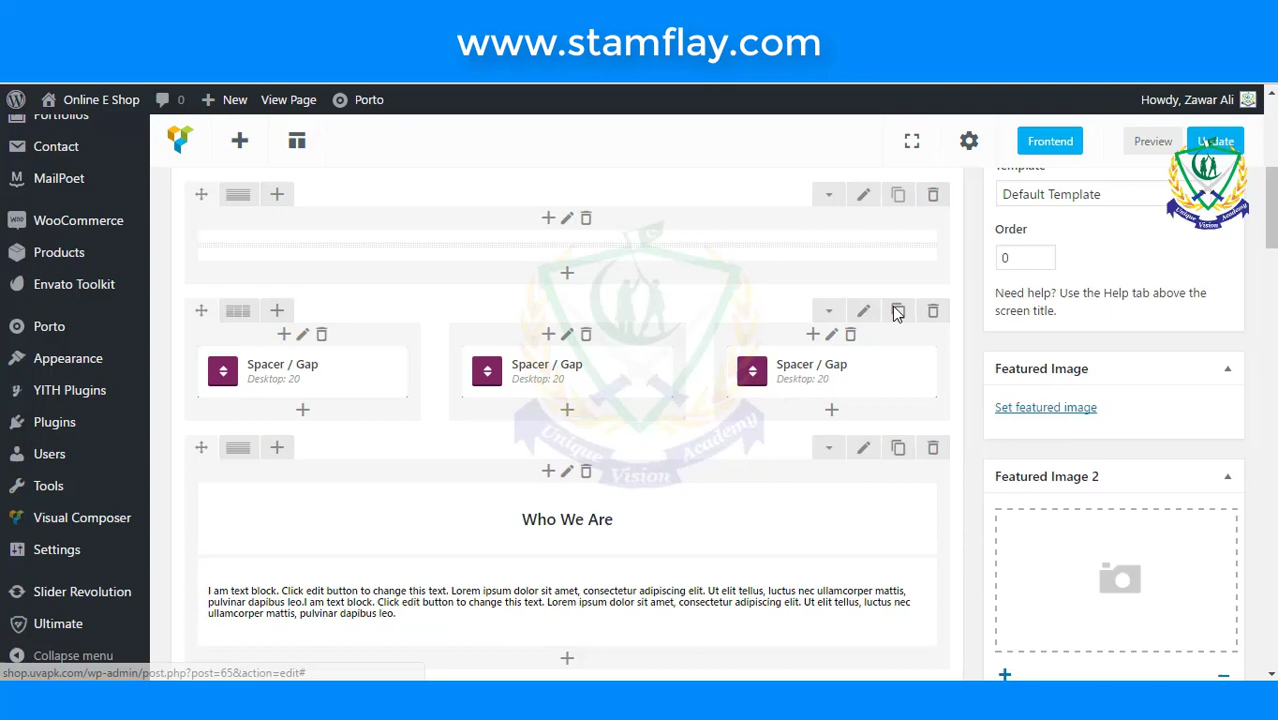 www.stamflay.com
Online E Shop
0
New
View Page
Porto
Howdy, Zawar Ali
Portfolios
Contact
MailPoet
WooCommerce
Products
Envato Toolkit
Porto
Appearance
YITH Plugins
Plugins
Users
Tools
Visual Composer
Settings
Slider Revolution
Ultimate
Collapse menu
Frontend
Preview
Update
Spacer / Gap
Desktop: 20
Spacer / Gap
Desktop: 20
Spacer / Gap
Desktop: 20
Who We Are
I am text block. Click edit button to change this text. Lorem ipsum dolor sit amet, consectetur adipiscing elit. Ut elit tellus, luctus nec ullamcorper mattis,
pulvinar dapibus leo.I am text block. Click edit button to change this text. Lorem ipsum dolor sit amet, consectetur adipiscing elit. Ut elit tellus, luctus nec
ullamcorper mattis, pulvinar dapibus leo.
Template
Default Template
Order
0
Need help? Use the Help tab above the
screen title.
Featured Image
Set featured image
Featured Image 2
Unique Vision Academy
Unique Vision Academy
shop.uvapk.com/wp-admin/post.php?post=65&action=edit#